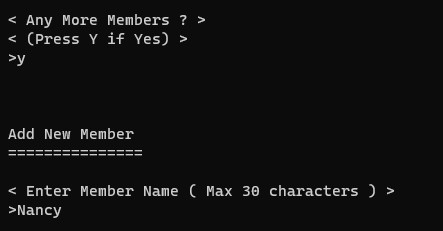 < Any More Members ? >
< (Press Y if Yes) >
>y
Add New Member
===============
< Enter Member Name ( Max 30 characters ) >
>Nancy